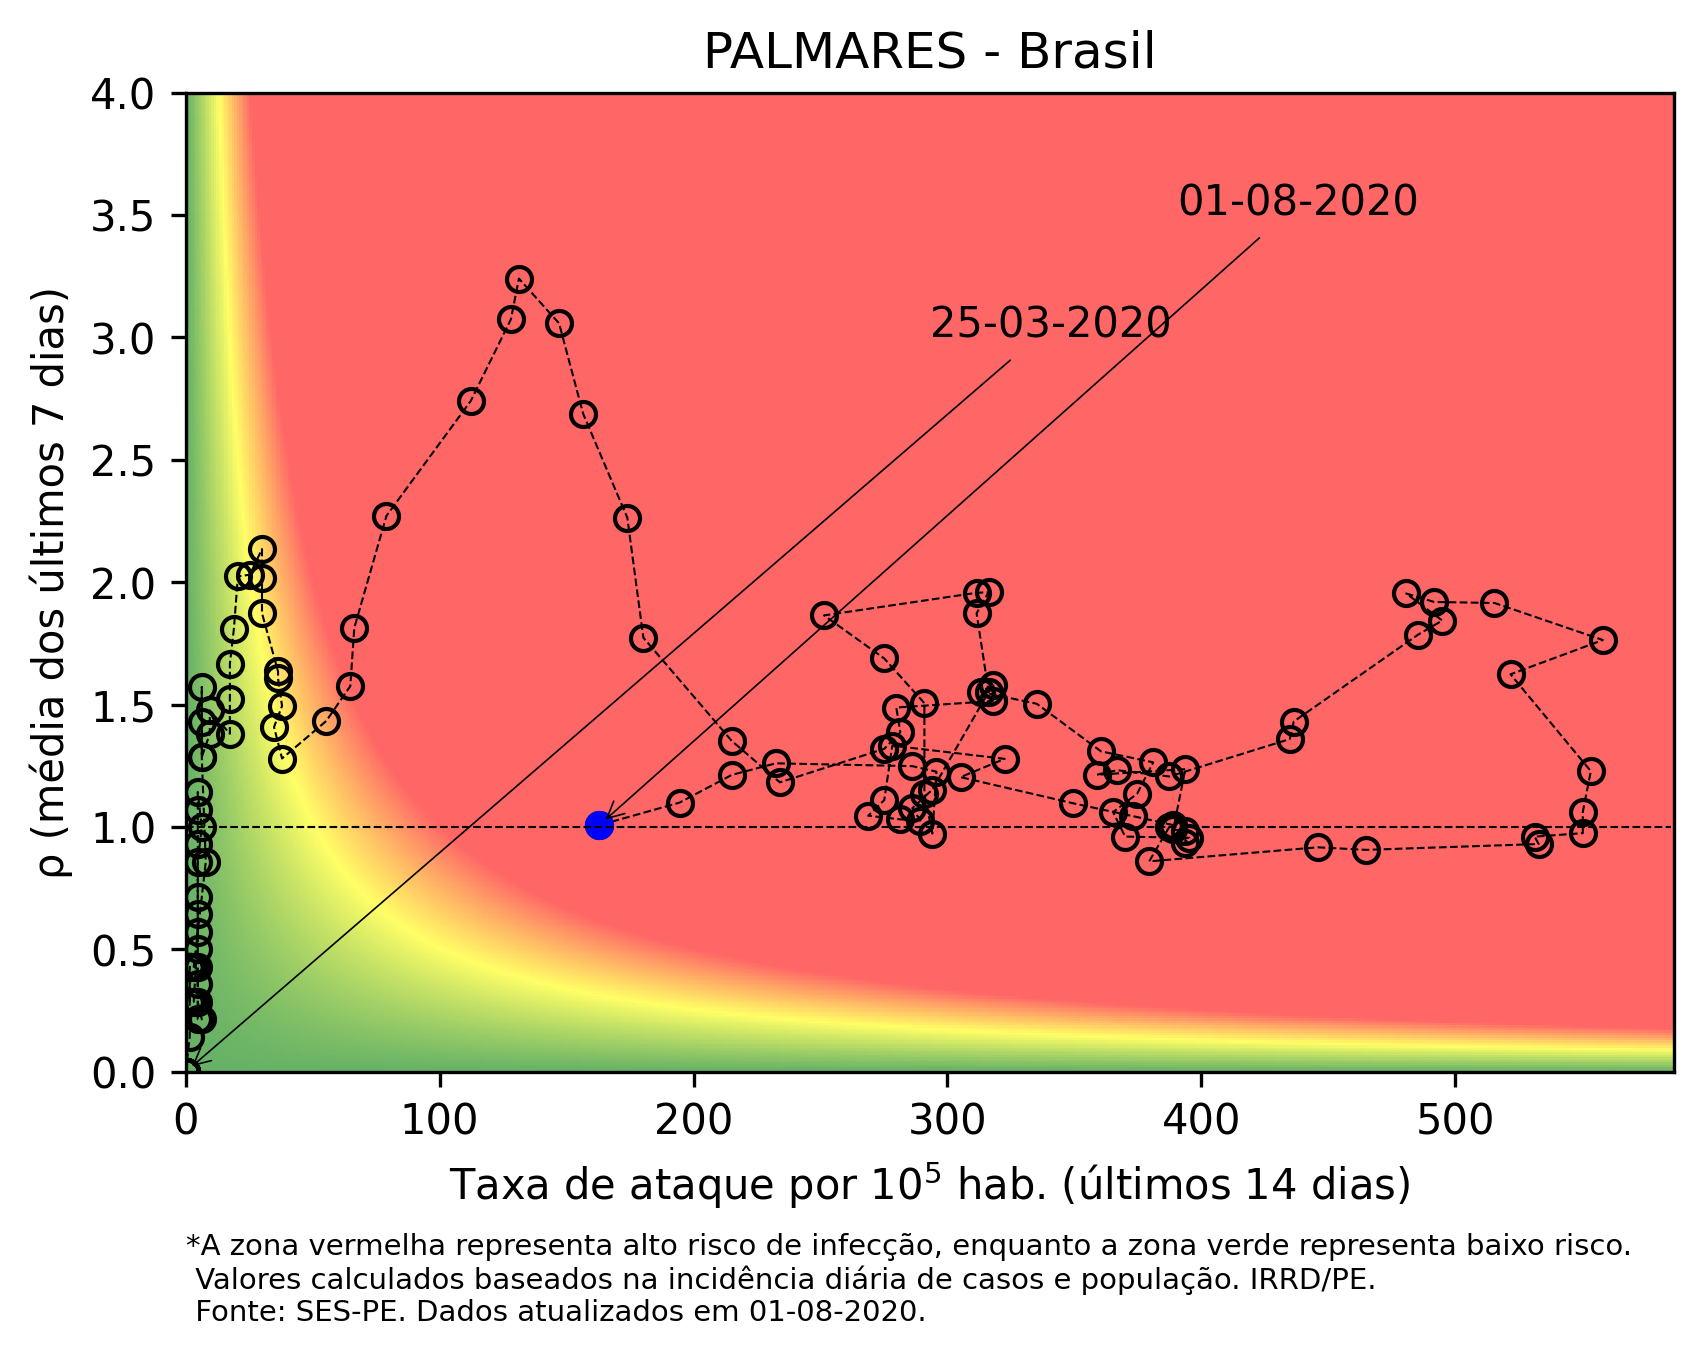 PALMARES - Brasil
4.0
3.5
3.0
2.5
2.0
1.5
1.0
0.5
0.0
ρ (média dos últimos 7 dias)
01-08-2020
25-03-2020
0 100 200 300 400 500
Taxa de ataque por 10⁵ hab. (últimos 14 dias)
*A zona vermelha representa alto risco de infecção, enquanto a zona verde representa baixo risco.
Valores calculados baseados na incidência diária de casos e população. IRRD/PE.
Fonte: SES-PE. Dados atualizados em 01-08-2020.